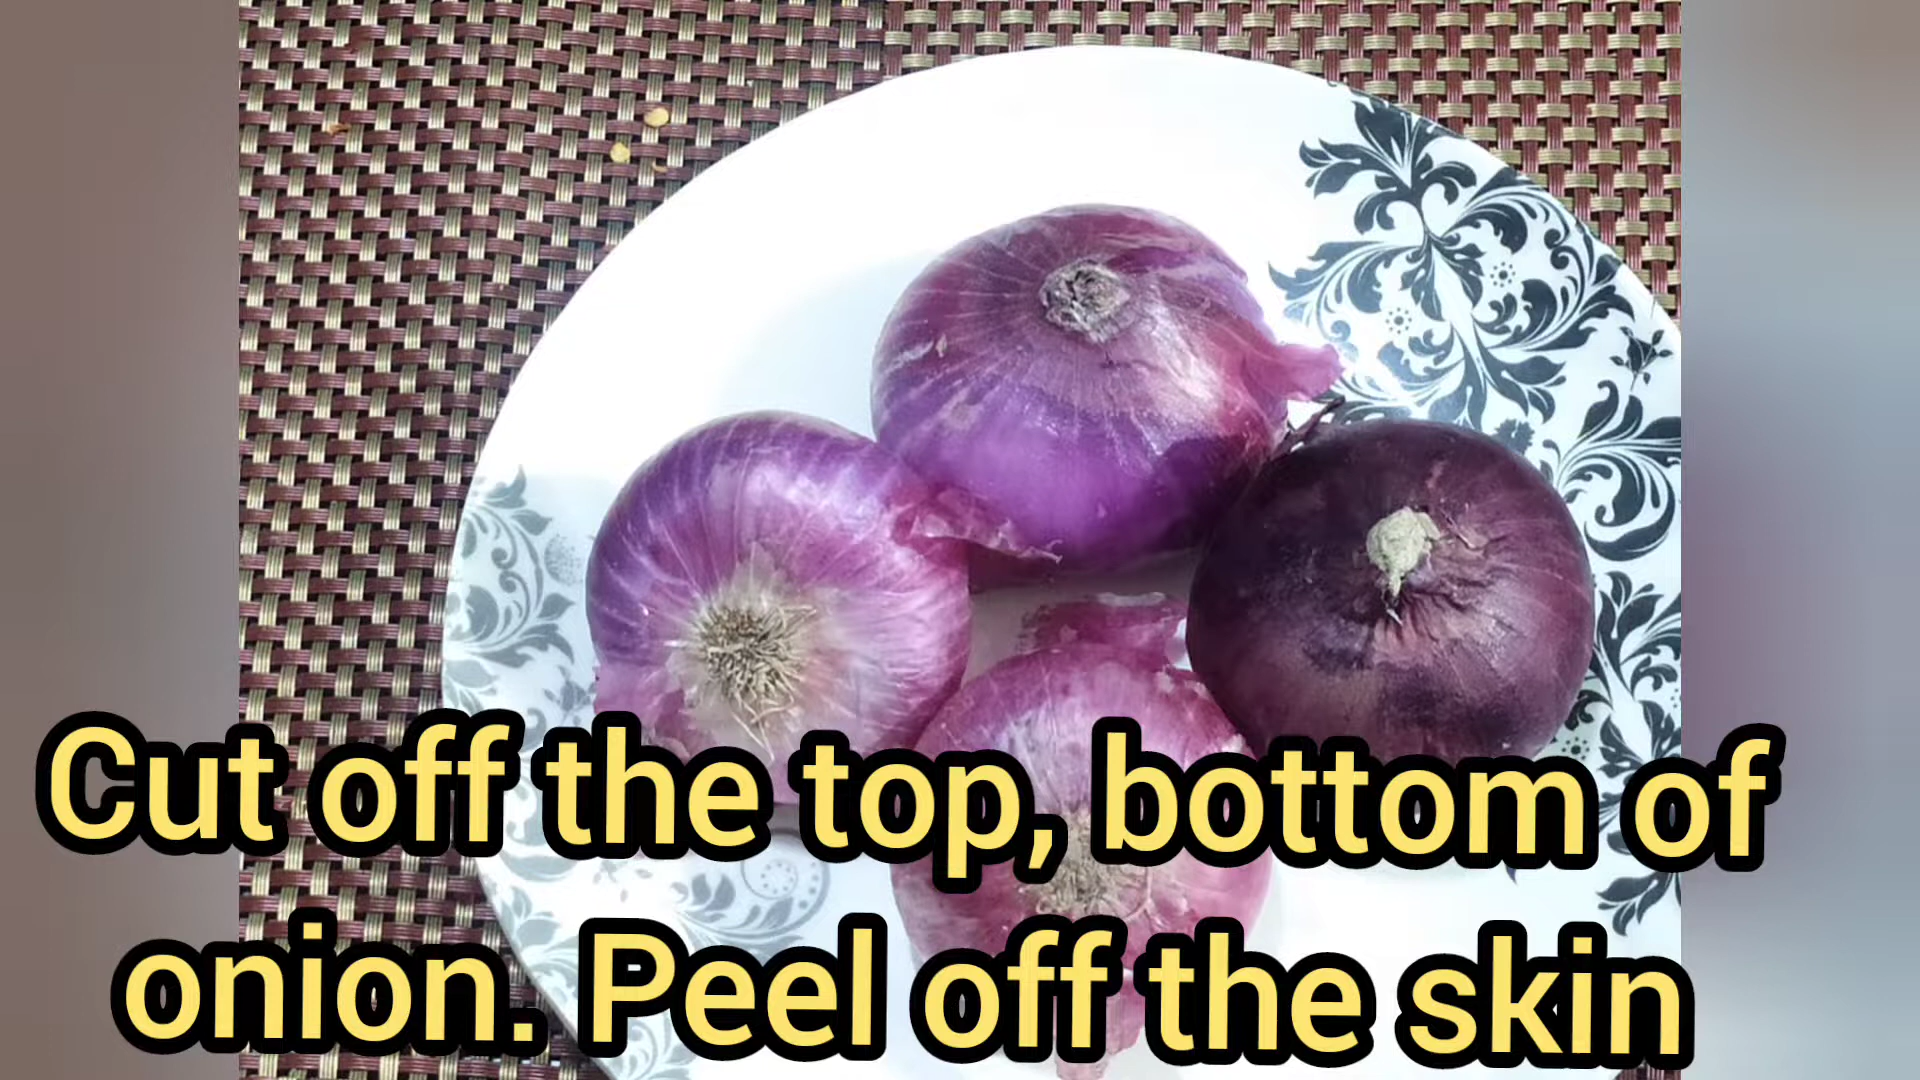 Cut off the top, bottom of
onion. Peel off the skin